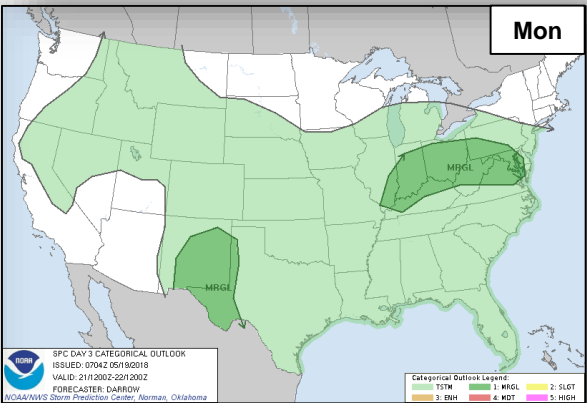 Mon
MRGL
MRGL
NOAA
SPC DAY 3 CATEGORICAL OUTLOOK
ISSUED: 0704Z 05/19/2018
VALID: 21/1200Z-22/1200Z
FORECASTER: DARROW
NOAA/NWS Storm Prediction Center, Norman, Oklahoma
Categorical Outlook Legend:
TSTM 1: MRGL 2: SLGT
3: ENH 4: MDT 5: HIGH